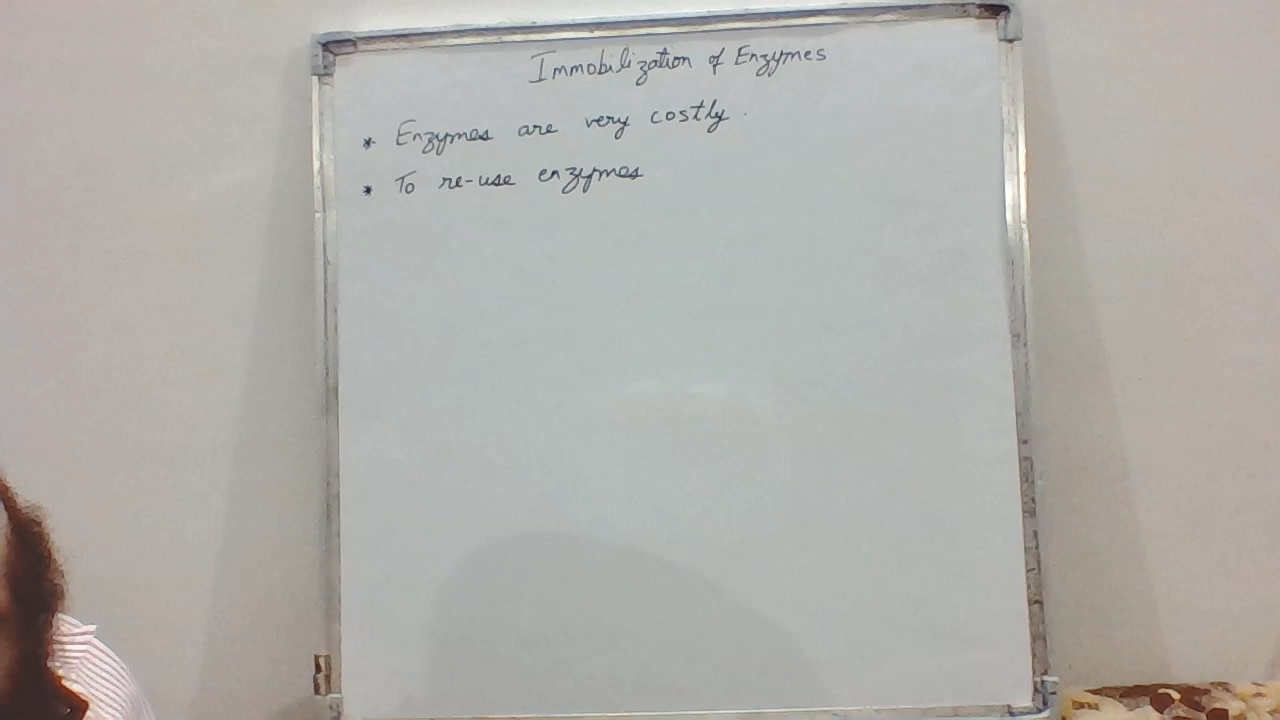 Immobilization of Enzymes
* Enzymes are very costly.
* To re-use enzymes